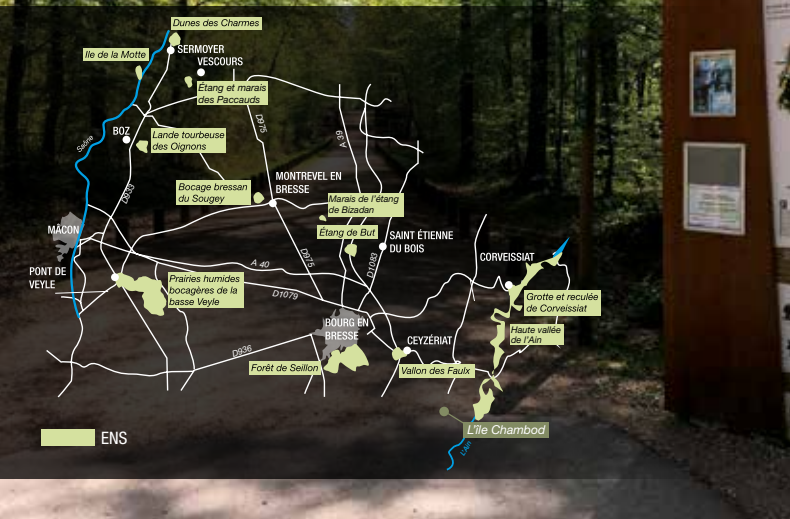 Dunes des Charmes
Ile de la Motte
SERMOYER
VESCOURS
Étang et marais
des Paccauds
Saône
BOZ
Lande tourbeuse
des Oignons
D975
A 39
D933
Bocage bressan
du Sougey
MONTREVEL EN
BRESSE
Marais de l'étang
de Bizadan
Étang de But
MÂCON
SAINT ÉTIENNE
DU BOIS
PONT DE
VEYLE
A 40
D975
D1083
CORVEISSIAT
Prairies humides
bocagères de la
basse Veyle
D1079
Grotte et reculée
de Corveissiat
BOURG EN
BRESSE
Haute vallée
de l'Ain
D936
CEYZÉRIAT
Forêt de Seillon
Vallon des Faulx
L'île Chambod
ENS
L'Ain